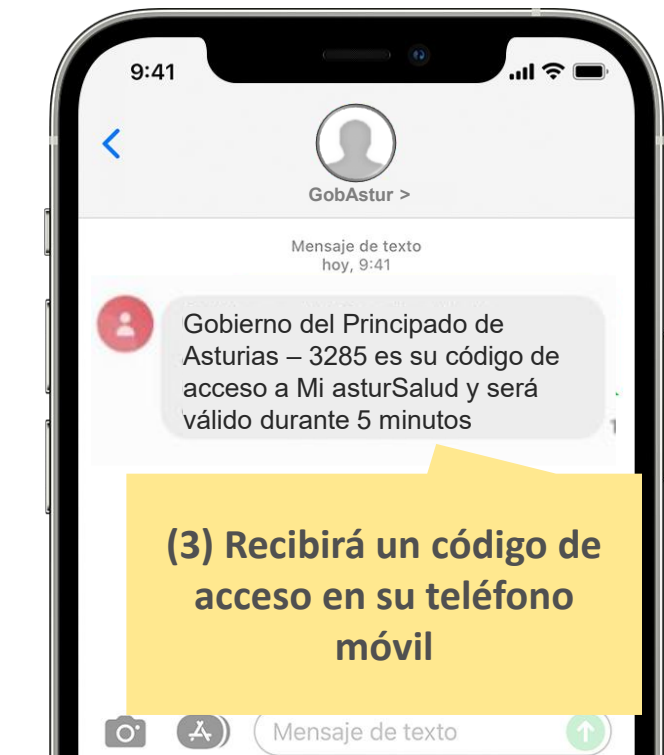 9:41
GobAstur >
Mensaje de texto
hoy, 9:41
Gobierno del Principado de
Asturias – 3285 es su código de
acceso a Mi asturSalud y será
válido durante 5 minutos
(3) Recibirá un código de
acceso en su teléfono
móvil
Mensaje de texto